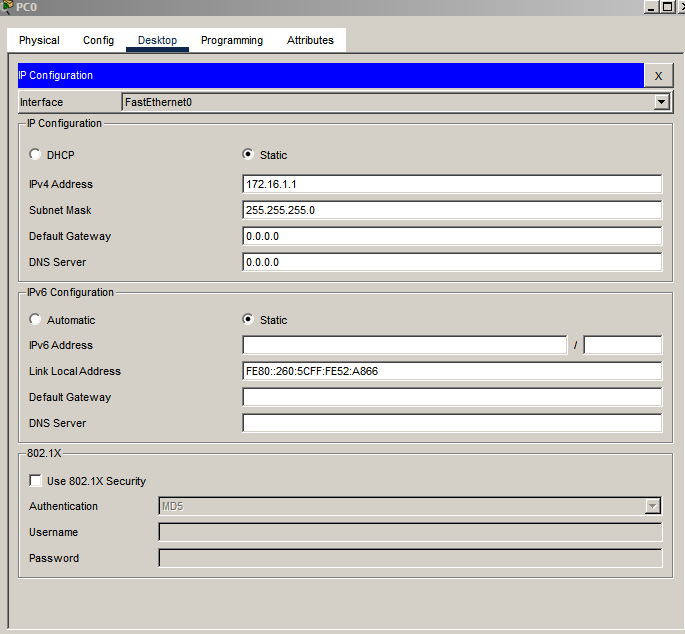 PC0
Physical Config Desktop Programming Attributes
IP Configuration X
Interface FastEthernet0
IP Configuration
DHCP Static
IPv4 Address 172.16.1.1
Subnet Mask 255.255.255.0
Default Gateway 0.0.0.0
DNS Server 0.0.0.0
IPv6 Configuration
Automatic Static
IPv6 Address /
Link Local Address FE80::260:5CFF:FE52:A866
Default Gateway
DNS Server
802.1X
Use 802.1X Security
Authentication MD5
Username
Password